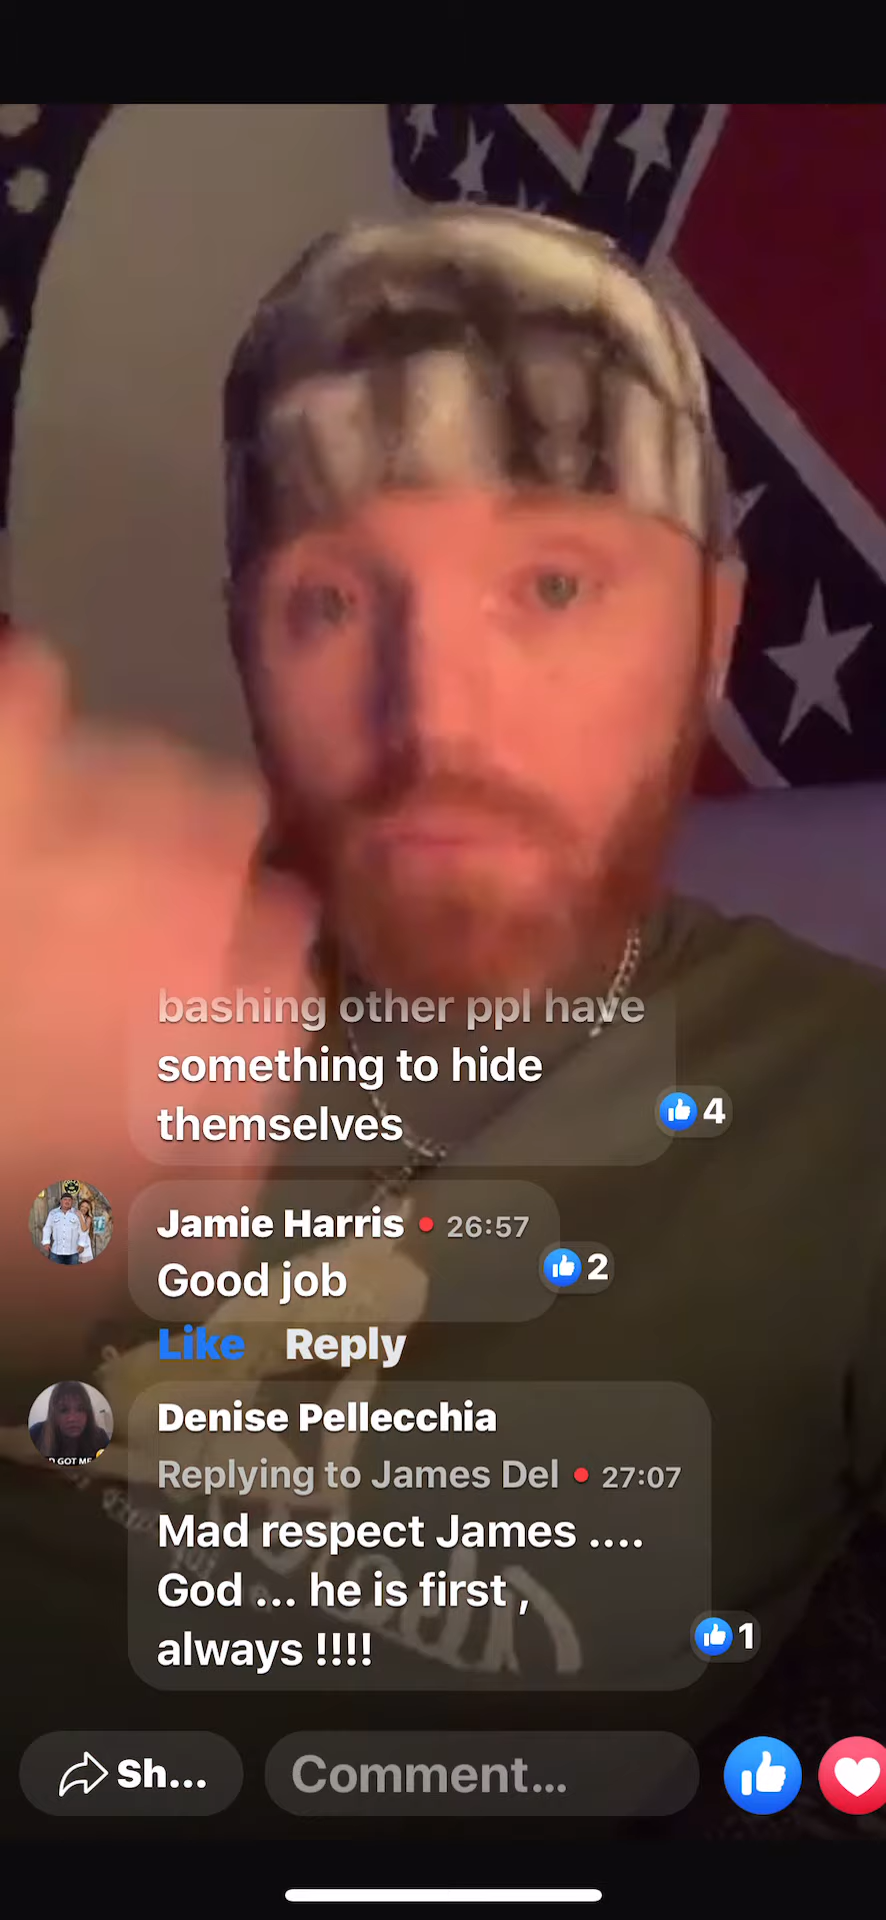 bashing other ppl have
something to hide
themselves
4
Jamie Harris • 26:57
Good job
2
Like Reply
Denise Pellecchia
Replying to James Del • 27:07
Mad respect James ....
God ... he is first ,
always !!!!
1
Sh...
Comment...